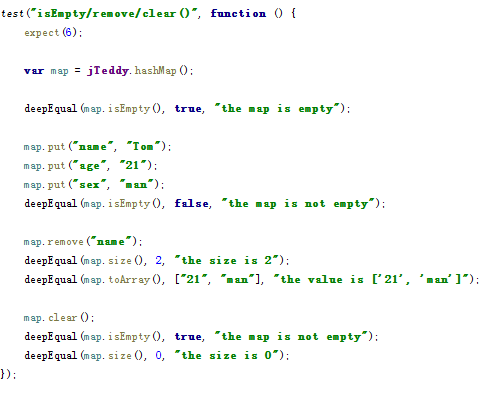 test("isEmpty/remove/clear()", function () {
expect(6);
var map = jTeddy.hashMap();
deepEqual(map.isEmpty(), true, "the map is empty");
map.put("name", "Tom");
map.put("age", "21");
map.put("sex", "man");
deepEqual(map.isEmpty(), false, "the map is not empty");
map.remove("name");
deepEqual(map.size(), 2, "the size is 2");
deepEqual(map.toArray(), ["21", "man"], "the value is ['21', 'man']");
map.clear();
deepEqual(map.isEmpty(), true, "the map is not empty");
deepEqual(map.size(), 0, "the size is 0");
});